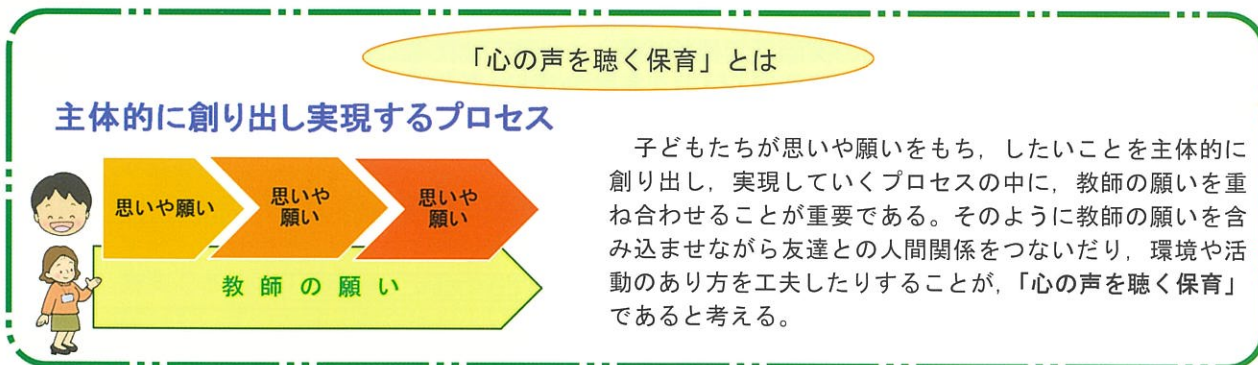 「心の声を聴く保育」とは
主体的に創り出し実現するプロセス
思いや願い
思いや
願い
思いや
願い
教師の願い
子どもたちが思いや願いをもち，したいことを主体的に
創り出し，実現していくプロセスの中に，教師の願いを重
ね合わせることが重要である。そのように教師の願いを含
み込ませながら友達との人間関係をつないだり，環境や活
動のあり方を工夫したりすることが，「心の声を聴く保育」
であると考える。